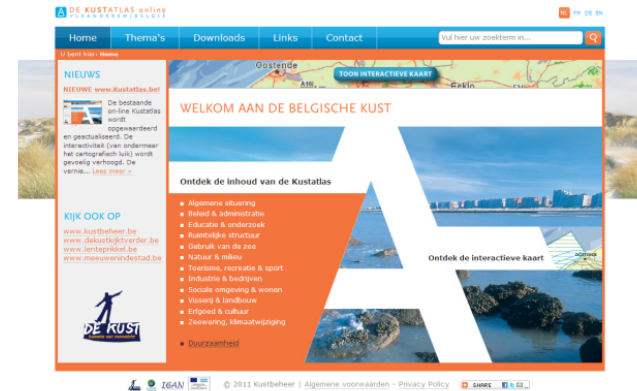 DE KUSTATLAS online
VLAANDEREN/BELGIË
NL FR DE EN
Home Thema's Downloads Links Contact
Vul hier uw zoekterm in...
U bent hier: Home
NIEUWS
NIEUWE www.Kustatlas.be!
De bestaande
on-line Kustatlas
wordt
opgewaardeerd
en geactualiseerd. De
interactiviteit (van ondermeer
het cartografisch luik) wordt
gevoelig verhoogd. De
vernie... Lees meer »
KIJK OOK OP
www.kustbeheer.be
www.dekustkijktverder.be
www.lenteprikkel.be
www.meeuwenindestad.be
DE KUST
Oostende
A18
Eeklo
TOON INTERACTIEVE KAART
WELKOM AAN DE BELGISCHE KUST
Ontdek de inhoud van de Kustatlas
Algemene situering
Beleid & administratie
Educatie & onderzoek
Ruimtelijke structuur
Gebruik van de zee
Natuur & milieu
Toerisme, recreatie & sport
Industrie & bedrijven
Sociale omgeving & wonen
Visserij & landbouw
Erfgoed & cultuur
Zeewering, klimaatwijziging
Duurzaamheid
Ontdek de interactieve kaart
© 2011 Kustbeheer | Algemene voorwaarden - Privacy Policy
SHARE